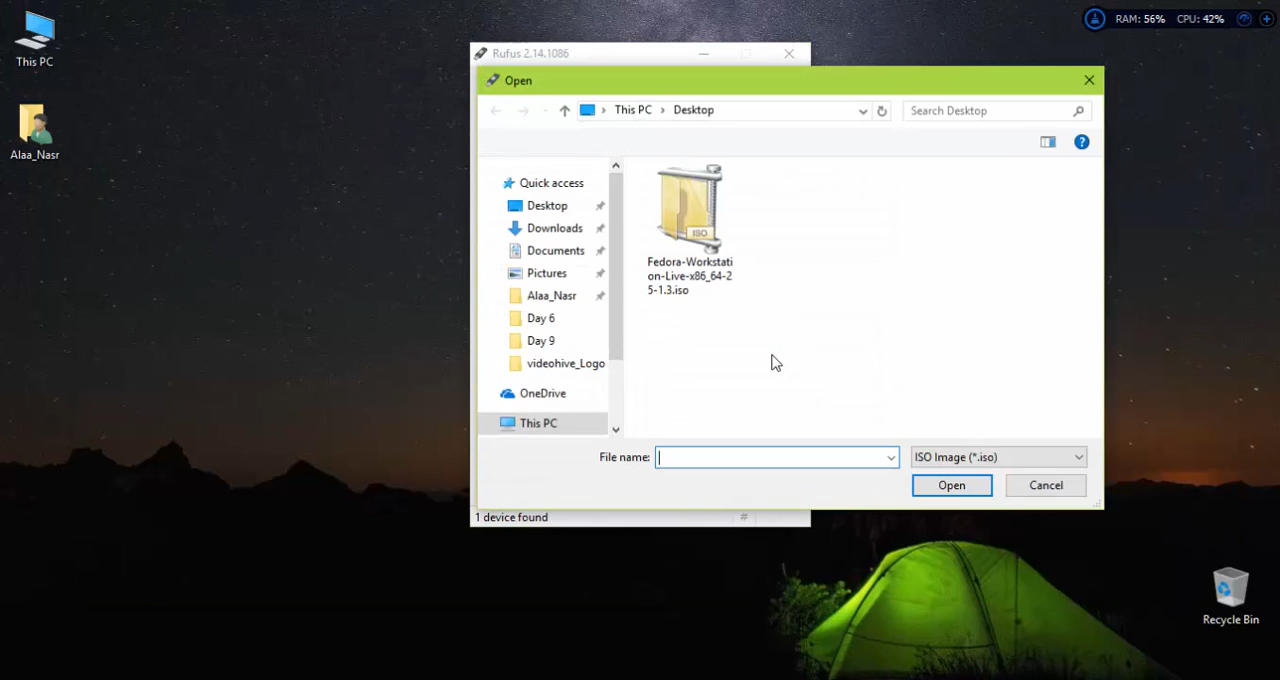 This PC
Alaa_Nasr
RAM: 56% CPU: 42%
Rufus 2.14.1086
Open
This PC Desktop
Search Desktop
Quick access
Desktop
Downloads
Documents
Pictures
Alaa_Nasr
Day 6
Day 9
videohive_Logo
OneDrive
This PC
ISO
Fedora-Workstati
on-Live-x86_64-2
5-1.3.iso
File name:
ISO Image (*.iso)
Open
Cancel
1 device found
#
Recycle Bin